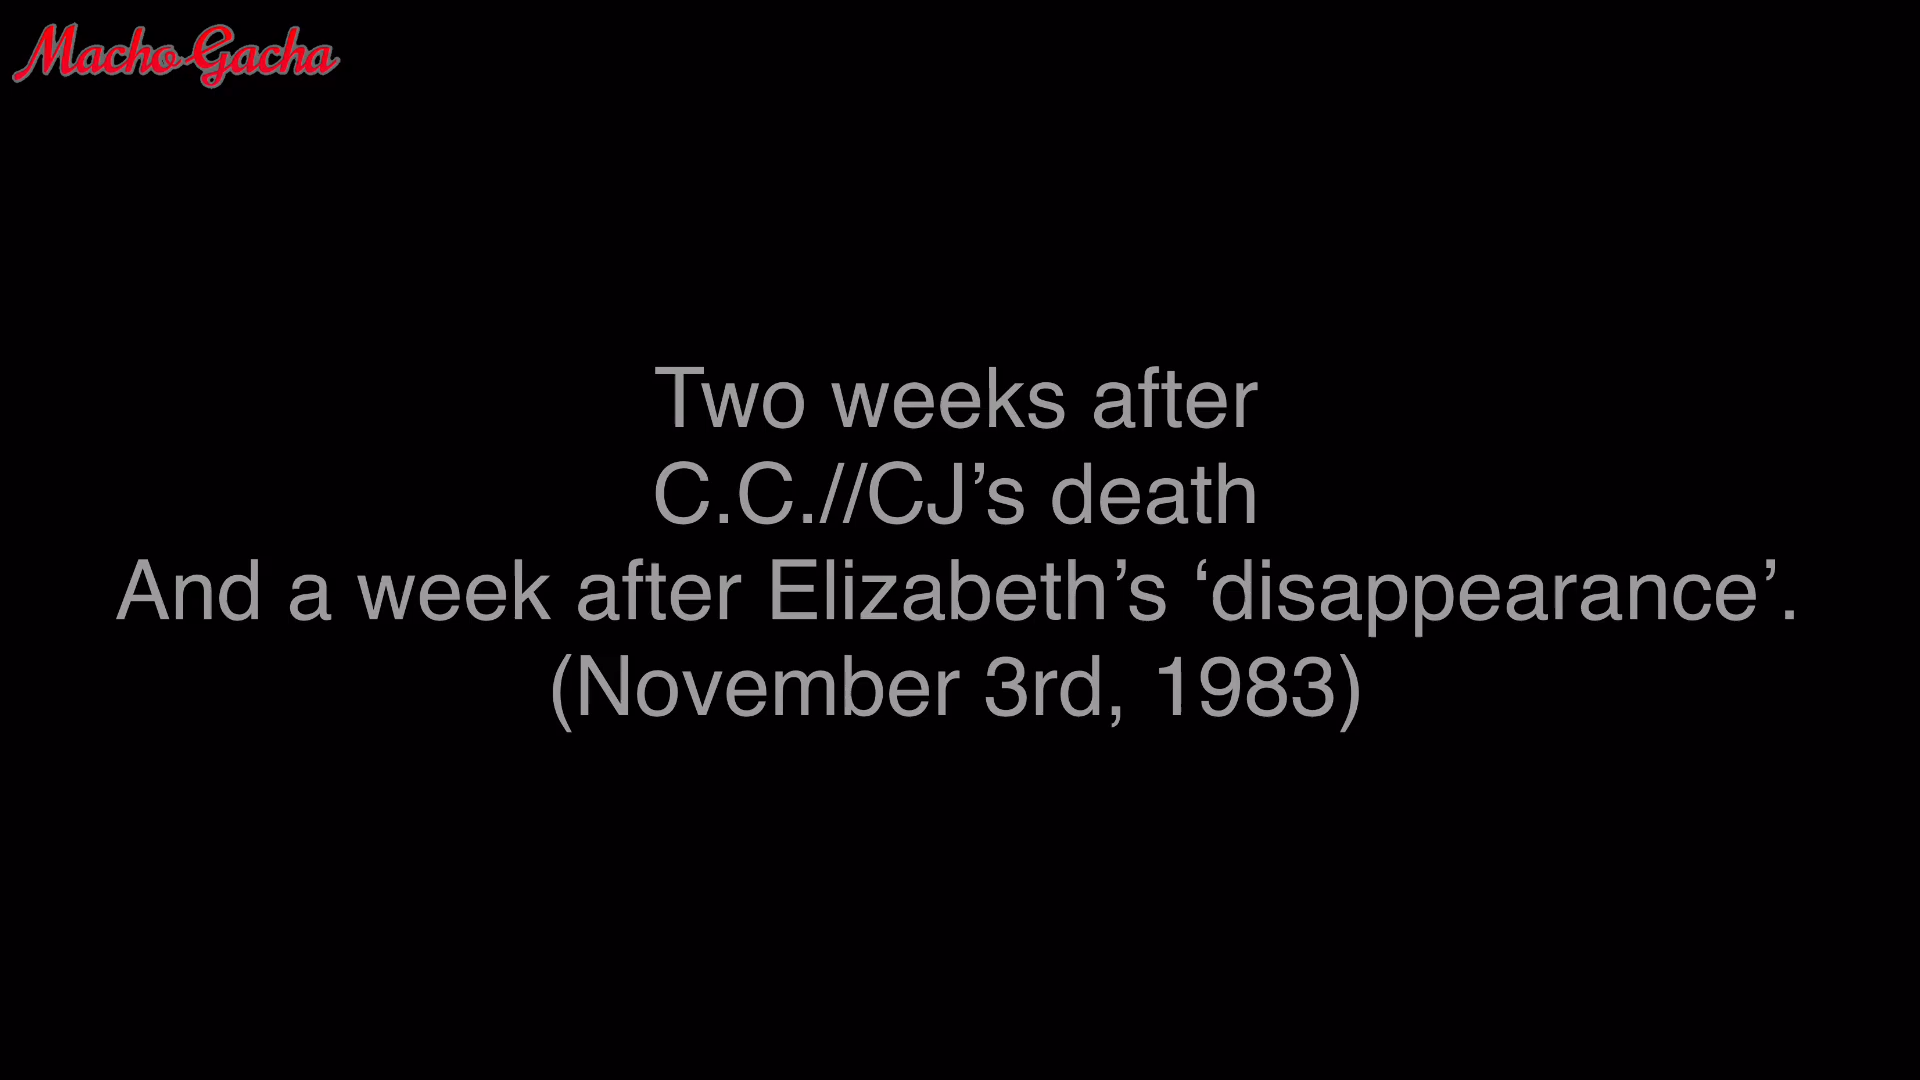 Macho Gacha
Two weeks after
C.C.//CJ’s death
And a week after Elizabeth’s ‘disappearance’.
(November 3rd, 1983)